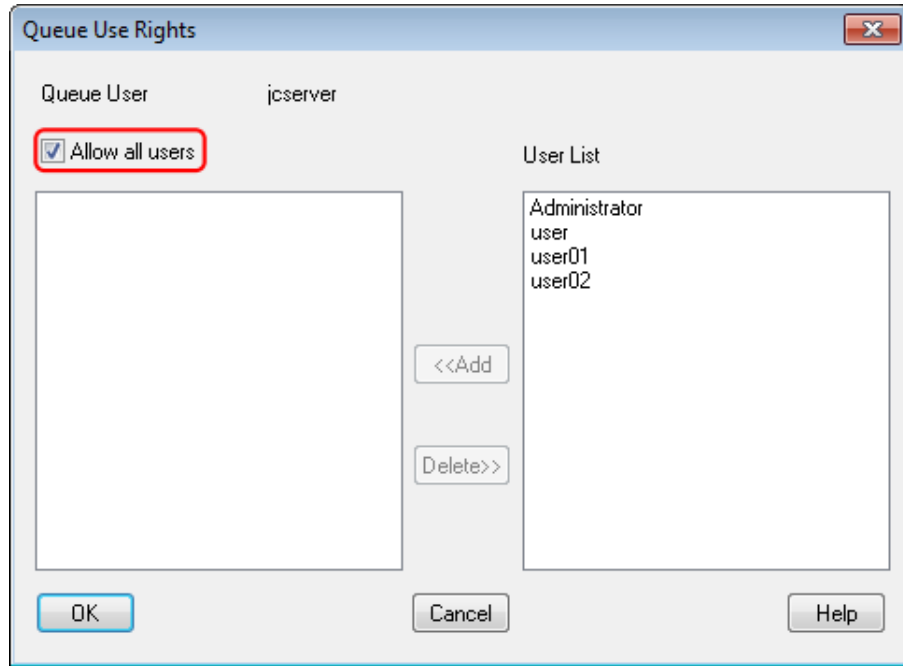 Queue Use Rights
Queue User jcserver
Allow all users
User List
Administrator
user
user01
user02
<<Add
Delete>>
OK Cancel Help